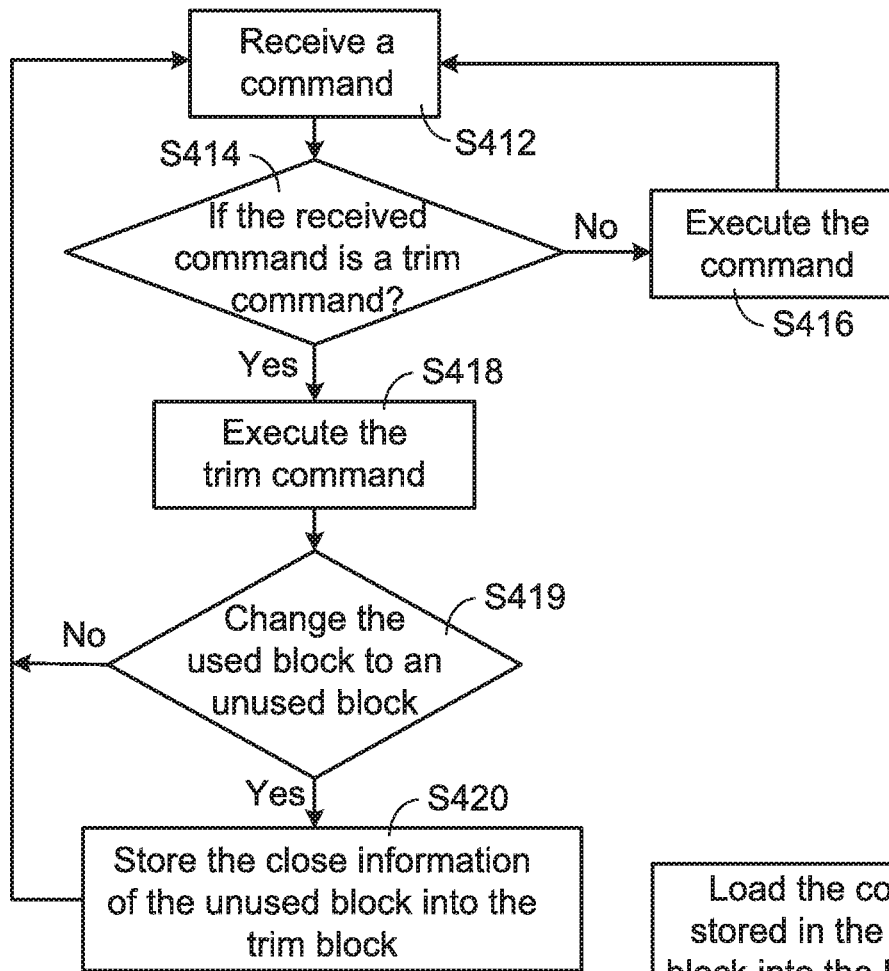 Receive a
command
S412
S414
If the received
command is a trim
command?
No
Execute the
command
S416
Yes
S418
Execute the
trim command
S419
Change the
used block to an
unused block
No
Yes
S420
Store the close information
of the unused block into the
trim block
Load the
stored in the
block into the